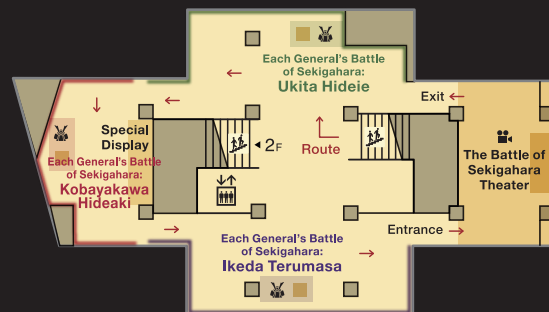 Each General's Battle
of Sekigahara:
Ukita Hideie
Exit
Special
Display
2F
Route
The Battle of
Sekigahara
Theater
Each General's Battle
of Sekigahara:
Kobayakawa
Hideaki
Entrance
Each General's Battle
of Sekigahara:
Ikeda Terumasa